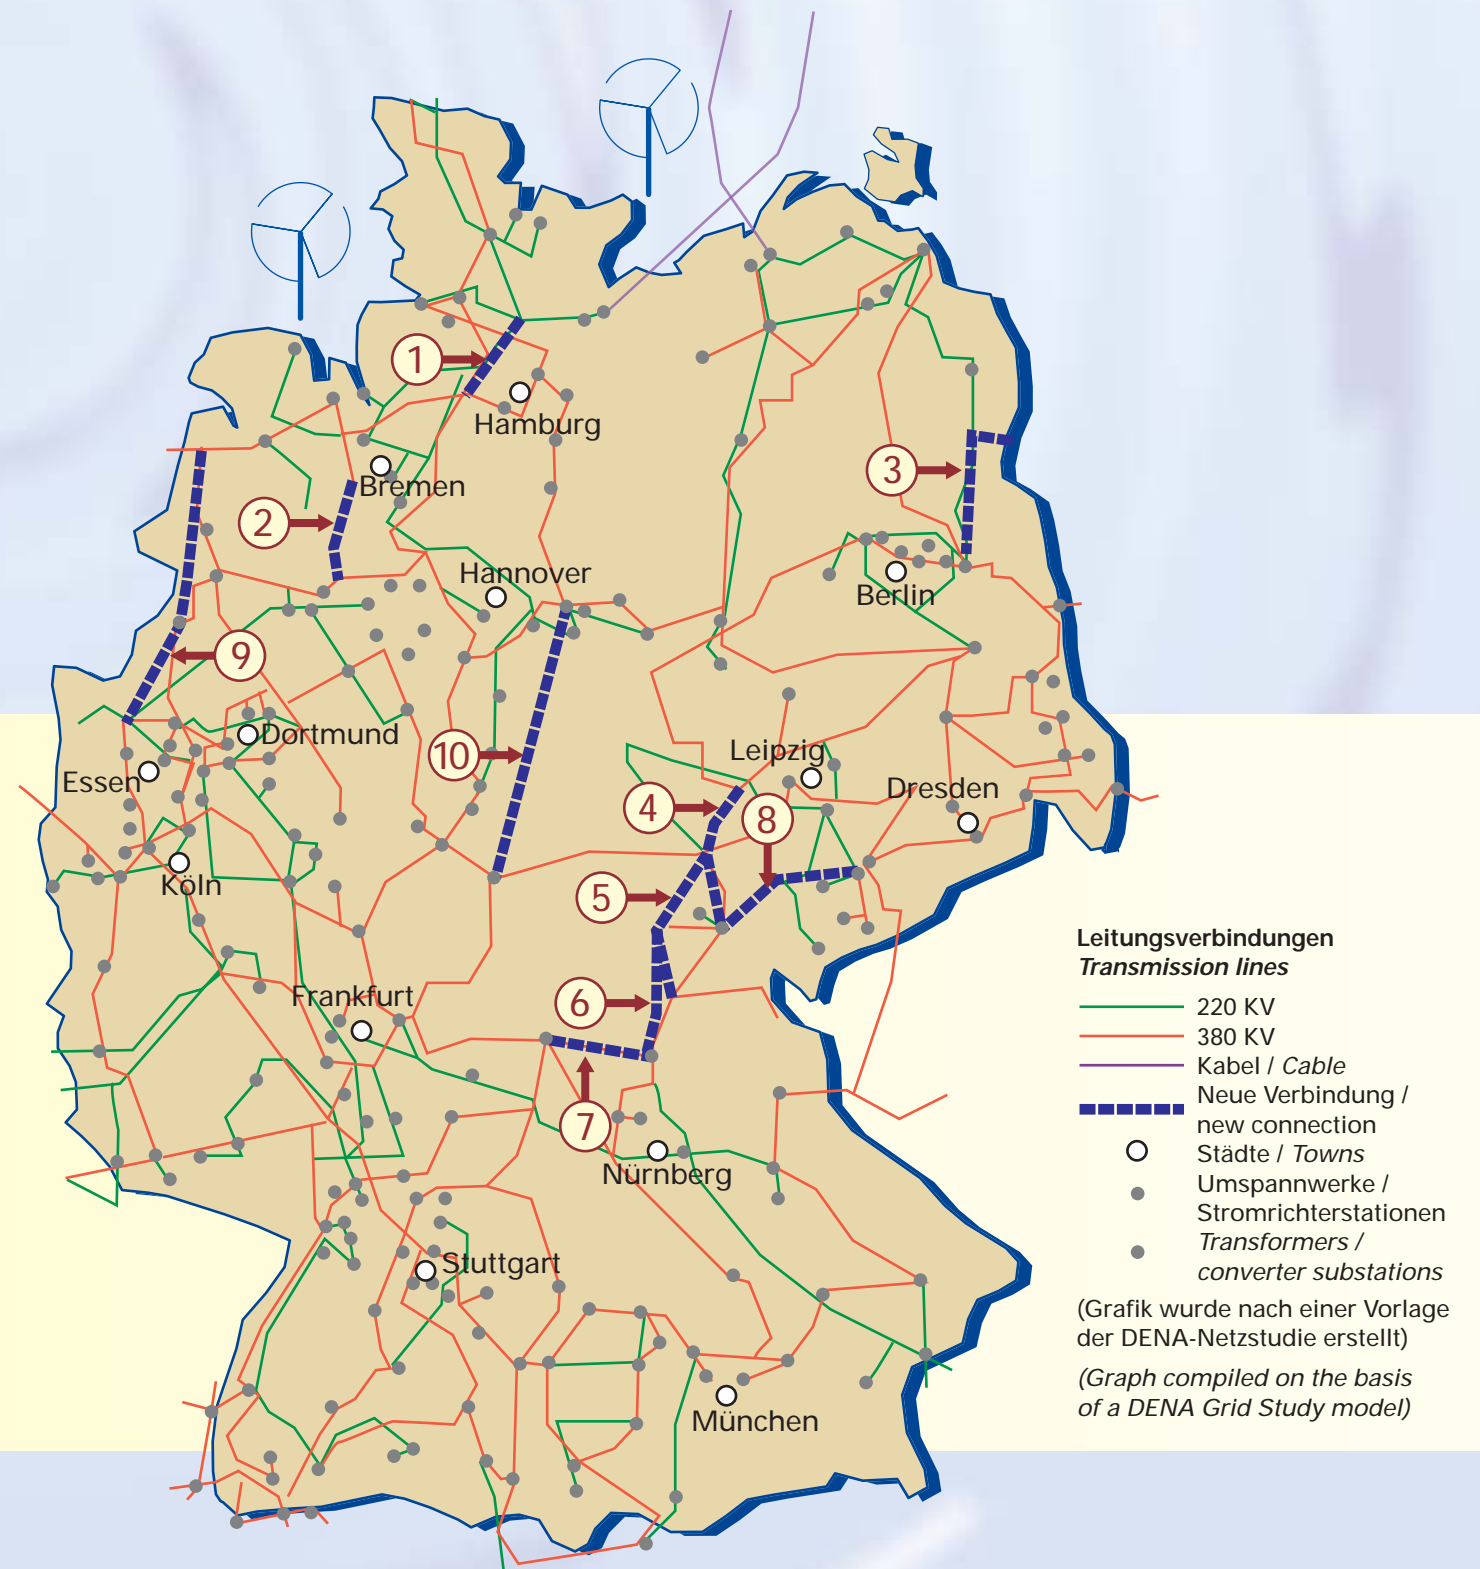 1
Hamburg
3
Bremen
2
Hannover
Berlin
9
Dortmund
10
Leipzig
Essen
Dresden
4
8
Köln
5
Frankfurt
6
7
Nürnberg
Stuttgart
München
Leitungsverbindungen
Transmission lines
220 KV
380 KV
Kabel / Cable
Neue Verbindung /
new connection
Städte / Towns
Umspannwerke /
Stromrichterstationen
Transformers /
converter substations
(Grafik wurde nach einer Vorlage
der DENA-Netzstudie erstellt)
(Graph compiled on the basis
of a DENA Grid Study model)